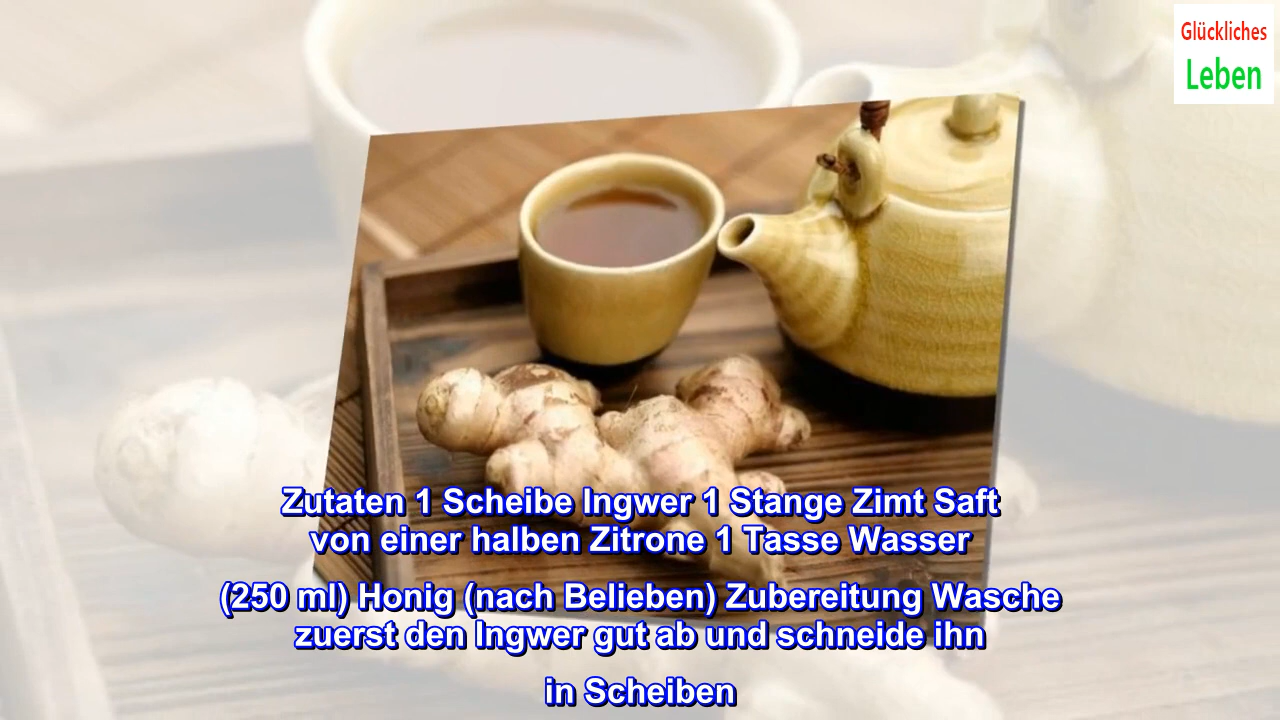 Glückliches
Leben
Zutaten 1 Scheibe Ingwer 1 Stange Zimt Saft
von einer halben Zitrone 1 Tasse Wasser
(250 ml) Honig (nach Belieben) Zubereitung Wasche
zuerst den Ingwer gut ab und schneide ihn
in Scheiben